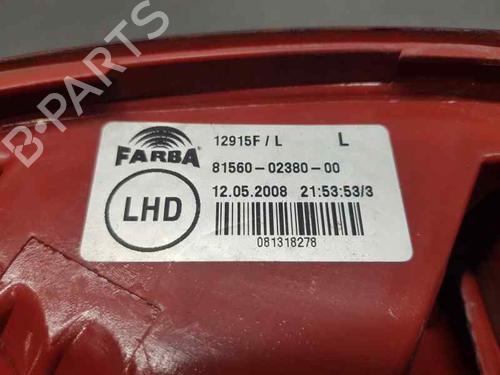 B-PARTS
FARBA
12915F / L L
81560-02380-00
LHD
12.05.2008 21:53:53/3
081318278